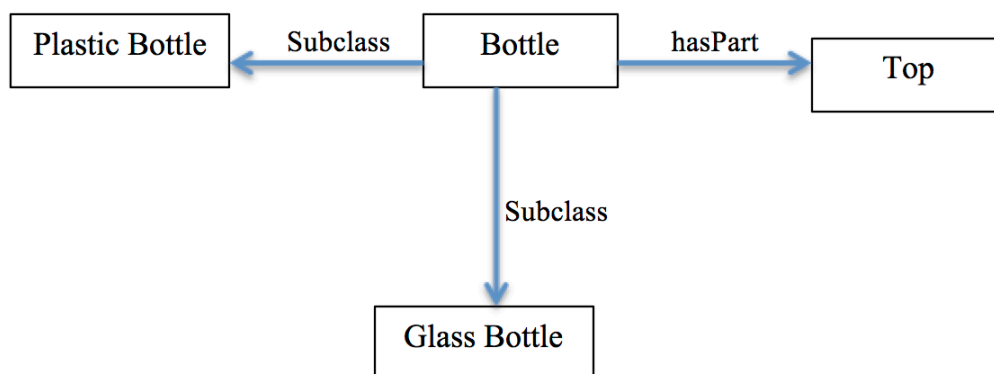 Plastic Bottle
Subclass
Bottle
hasPart
Top
Subclass
Glass Bottle